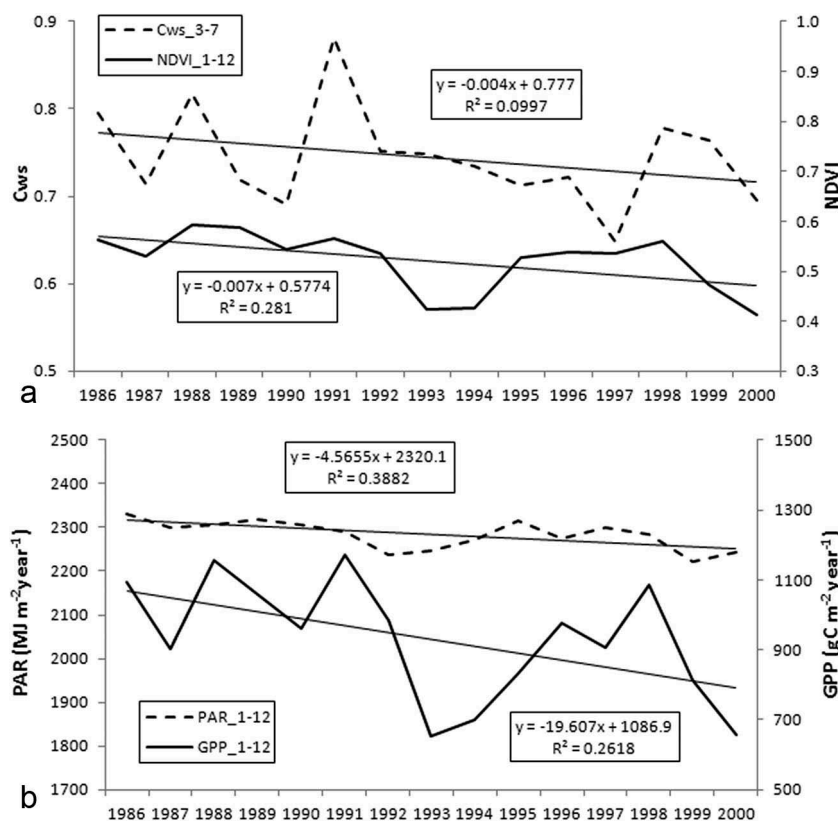 0.9
0.8
0.7
0.6
0.5
Cws
Cws_3-7
NDVI_1-12
y = -0.004x + 0.777
R² = 0.0997
y = -0.007x + 0.5774
R² = 0.281
1.0
0.9
0.8
0.7
0.6
0.5
0.4
0.3
NDVI
a
1986 1987 1988 1989 1990 1991 1992 1993 1994 1995 1996 1997 1998 1999 2000
2500
2400
2300
2200
2100
2000
1900
1800
1700
PAR (MJ m⁻² year⁻¹)
y = -4.5655x + 2320.1
R² = 0.3882
PAR_1-12
GPP_1-12
y = -19.607x + 1086.9
R² = 0.2618
1500
1300
1100
900
700
500
GPP (gC m⁻² year⁻¹)
b
1986 1987 1988 1989 1990 1991 1992 1993 1994 1995 1996 1997 1998 1999 2000